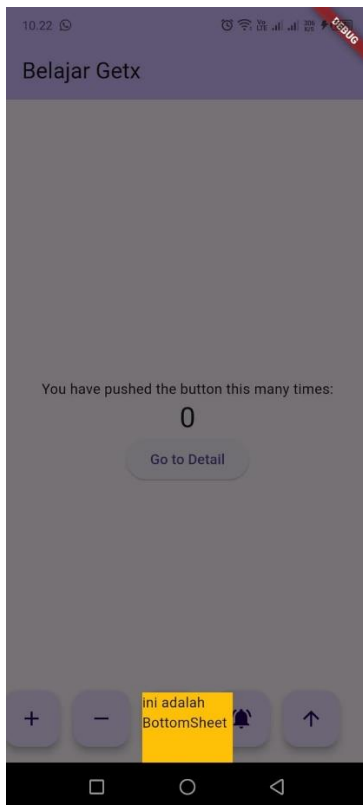 10.22
DEBUG
Belajar Getx
You have pushed the button this many times:
0
Go to Detail
ini adalah
BottomSheet